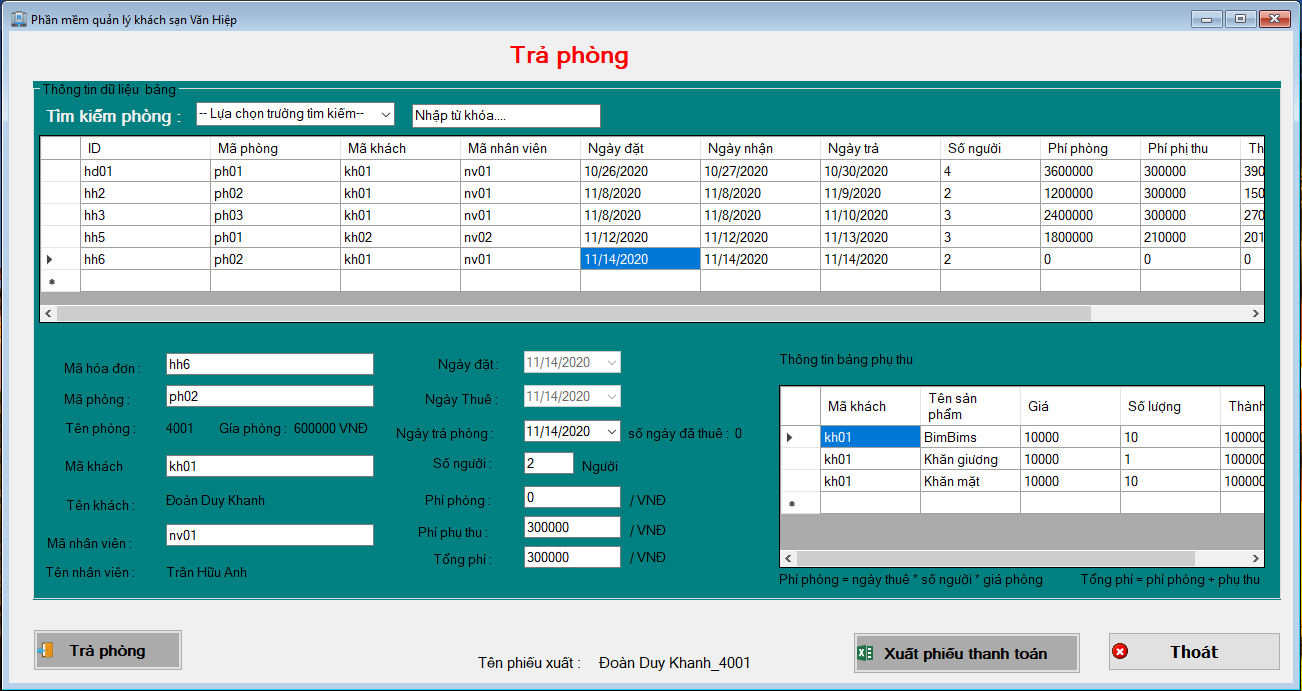 Phần mềm quản lý khách sạn Văn Hiệp
Trả phòng
Thông tin dữ liệu bảng
Tìm kiếm phòng : -- Lựa chọn trường tìm kiếm-- Nhập từ khóa....
ID Mã phòng Mã khách Mã nhân viên Ngày đặt Ngày nhận Ngày trả Số người Phí phòng Phí phị thu Th
hd01 ph01 kh01 nv01 10/26/2020 10/27/2020 10/30/2020 4 3600000 300000 390
hh2 ph02 kh01 nv01 11/8/2020 11/8/2020 11/9/2020 2 1200000 300000 150
hh3 ph03 kh01 nv01 11/8/2020 11/8/2020 11/10/2020 3 2400000 300000 270
hh5 ph01 kh02 nv02 11/12/2020 11/12/2020 11/13/2020 3 1800000 210000 201
hh6 ph02 kh01 nv01 11/14/2020 11/14/2020 11/14/2020 2 0 0 0
Mã hóa đơn : hh6
Mã phòng : ph02
Tên phòng : 4001 Gía phòng : 600000 VNĐ
Mã khách kh01
Tên khách : Đoàn Duy Khanh
Mã nhân viên : nv01
Tên nhân viên : Trần Hữu Anh
Ngày đặt : 11/14/2020
Ngày Thuê : 11/14/2020
Ngày trả phòng : 11/14/2020 số ngày đã thuê : 0
Số người : 2 Người
Phí phòng : 0 / VNĐ
Phí phụ thu : 300000 / VNĐ
Tổng phí : 300000 / VNĐ
Thông tin bảng phụ thu
Mã khách Tên sản phẩm Giá Số lượng Thành
kh01 BimBims 10000 10 100000
kh01 Khăn giượng 10000 1 100000
kh01 Khăn mặt 10000 10 100000
Phí phòng = ngày thuê * số người * giá phòng Tổng phí = phí phòng + phụ thu
Trả phòng
Tên phiếu xuất : Đoàn Duy Khanh_4001
Xuất phiếu thanh toán
Thoát